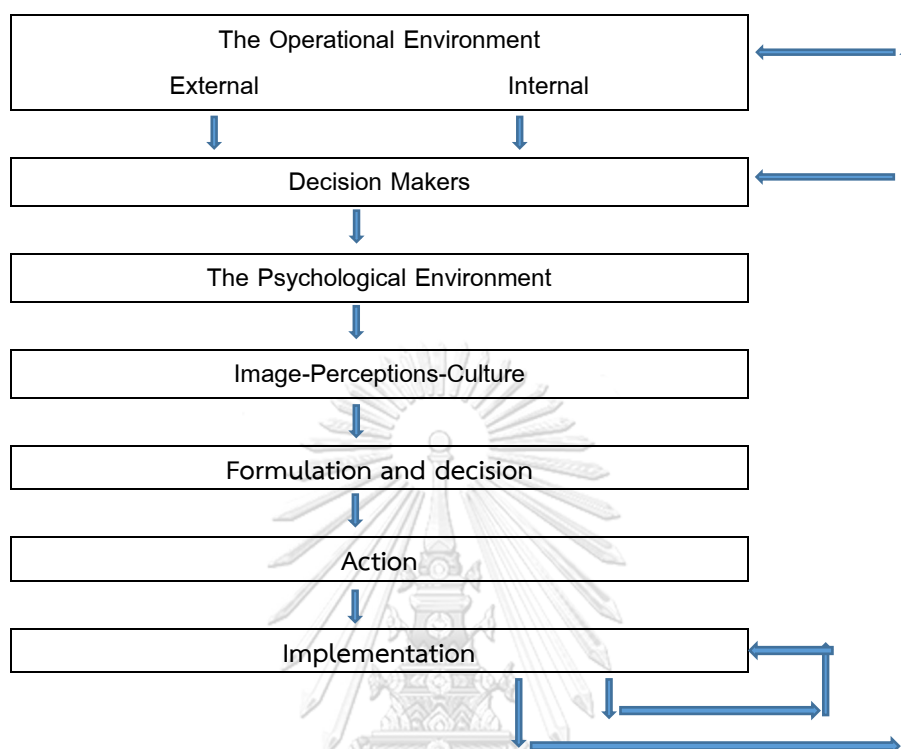 The Operational Environment
External Internal
Decision Makers
The Psychological Environment
Image-Perceptions-Culture
Formulation and decision
Action
Implementation